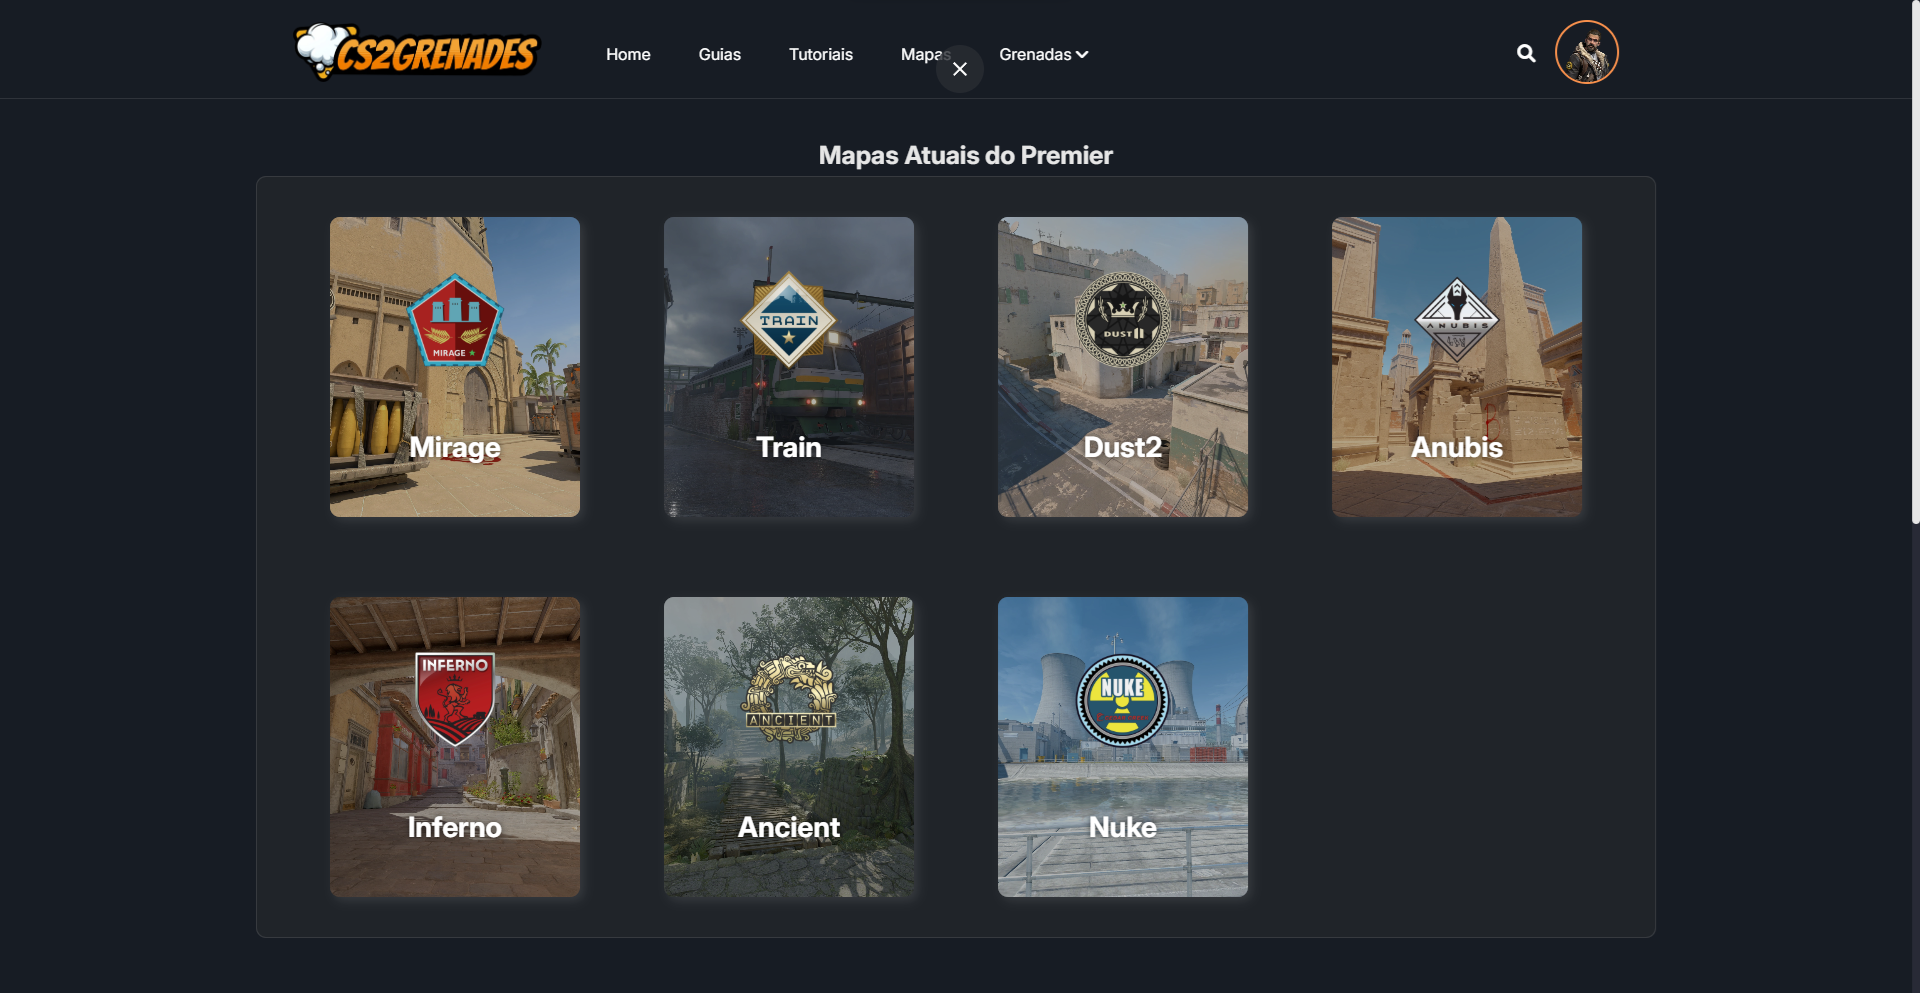 CS2GRENADES
Home Guias Tutoriais Mapas Grenadas
Mapas Atuais do Premier
MIRAGE
Mirage
TRAIN
Train
DUST II
Dust2
ANUBIS
Anubis
INFERNO
Inferno
ANCIENT
Ancient
NUKE
Nuke